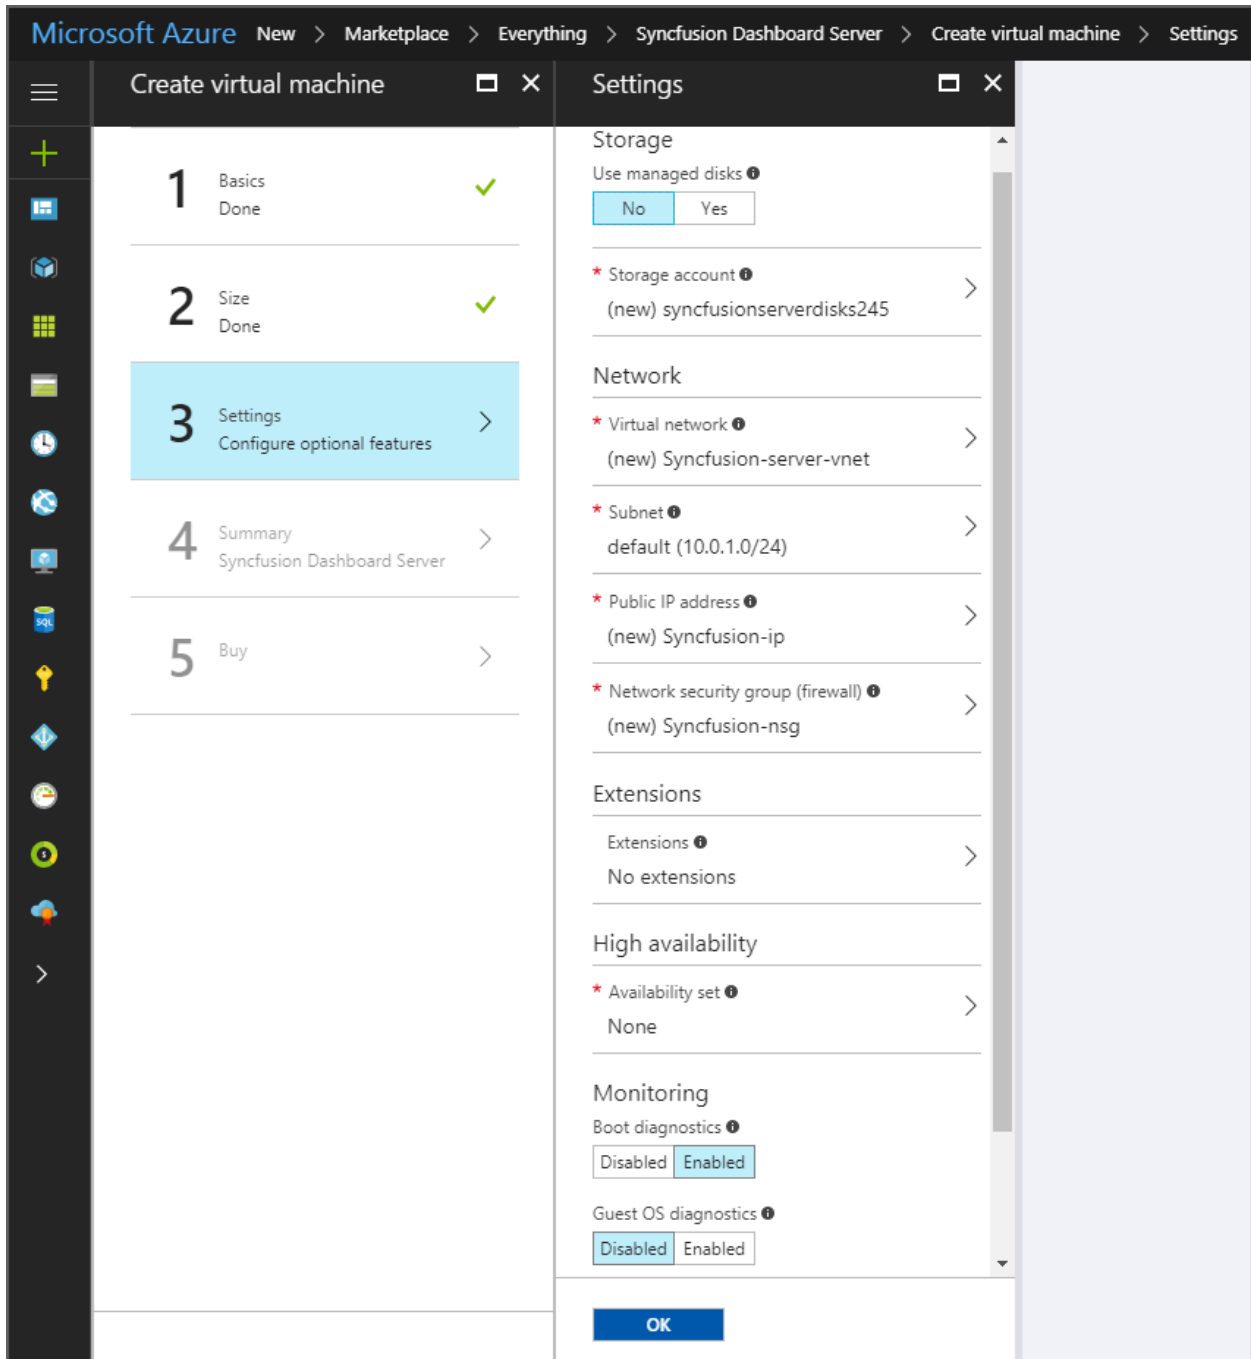 Microsoft Azure New > Marketplace > Everything > Syncfusion Dashboard Server > Create virtual machine > Settings
Create virtual machine
1
Basics
Done
2
Size
Done
3
Settings
Configure optional features
4
Summary
Syncfusion Dashboard Server
5
Buy
Settings
Storage
Use managed disks
No Yes
* Storage account
(new) syncfusionserverdisks245
Network
* Virtual network
(new) Syncfusion-server-vnet
* Subnet
default (10.0.1.0/24)
* Public IP address
(new) Syncfusion-ip
* Network security group (firewall)
(new) Syncfusion-nsg
Extensions
Extensions
No extensions
High availability
* Availability set
None
Monitoring
Boot diagnostics
Disabled Enabled
Guest OS diagnostics
Disabled Enabled
OK
SQL